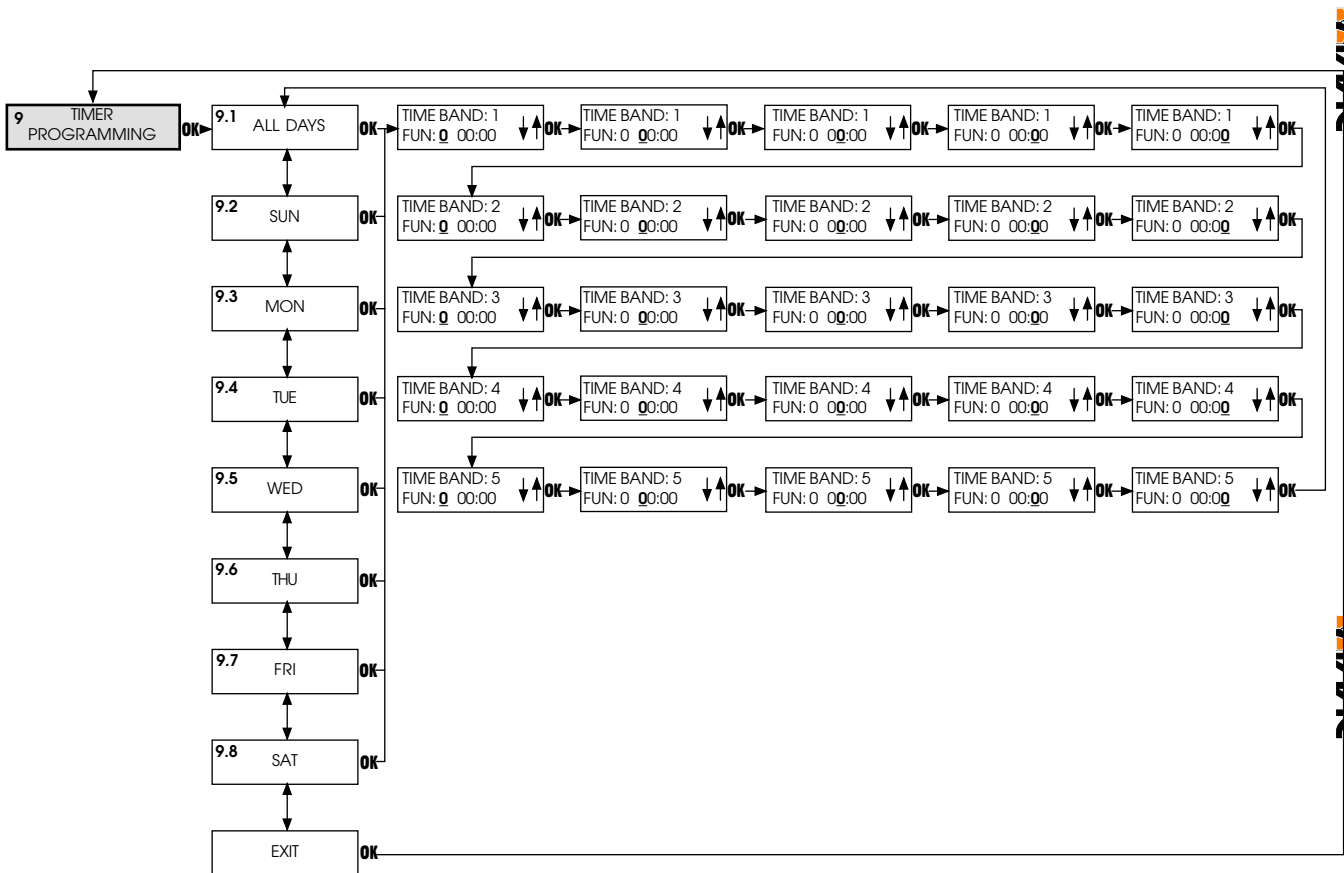 9 TIMER
PROGRAMMING
OK
9.1 ALL DAYS
OK
TIME BAND: 1
FUN: 0 00:00
OK
TIME BAND: 1
FUN: 0 00:00
OK
TIME BAND: 1
FUN: 0 00:00
OK
TIME BAND: 1
FUN: 0 00:00
OK
TIME BAND: 1
FUN: 0 00:00
OK
9.2 SUN
OK
TIME BAND: 2
FUN: 0 00:00
OK
TIME BAND: 2
FUN: 0 00:00
OK
TIME BAND: 2
FUN: 0 00:00
OK
TIME BAND: 2
FUN: 0 00:00
OK
TIME BAND: 2
FUN: 0 00:00
OK
9.3 MON
OK
TIME BAND: 3
FUN: 0 00:00
OK
TIME BAND: 3
FUN: 0 00:00
OK
TIME BAND: 3
FUN: 0 00:00
OK
TIME BAND: 3
FUN: 0 00:00
OK
TIME BAND: 3
FUN: 0 00:00
OK
9.4 TUE
OK
TIME BAND: 4
FUN: 0 00:00
OK
TIME BAND: 4
FUN: 0 00:00
OK
TIME BAND: 4
FUN: 0 00:00
OK
TIME BAND: 4
FUN: 0 00:00
OK
TIME BAND: 4
FUN: 0 00:00
OK
9.5 WED
OK
TIME BAND: 5
FUN: 0 00:00
OK
TIME BAND: 5
FUN: 0 00:00
OK
TIME BAND: 5
FUN: 0 00:00
OK
TIME BAND: 5
FUN: 0 00:00
OK
TIME BAND: 5
FUN: 0 00:00
OK
9.6 THU
OK
9.7 FRI
OK
9.8 SAT
OK
EXIT
OK